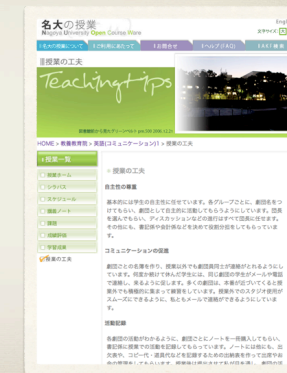 名大の授業
Nagoya University Open Course Ware
文字サイズ:
名大の授業について
ご利用にあたって
お問合せ
ヘルプ(FAQ)
授業の工夫
Teaching tips
HOME > 教養教育院 > 英語(コミュニケーション)1 > 授業の工夫
授業一覧
授業ホーム
シラバス
スケジュール
講義ノート
課題
成績評価
学習成果
授業の工夫
授業の工夫
自主性の尊重
基本的には学生の自主性に任せています。各グループごとに、劇団名をつ
けてもらい、劇団として自主的に活動してもらうようにしています。団長
を選んでもらい、ディスカッションなどの進行はすべて団長に任せます。
その他にも、書記係や会計係などを決めて役割分担をしてもらっていま
す。
コミュニケーションの促進
劇団ごとの名簿を作り、授業以外でも劇団員同士が連絡がとれるようにし
ています。何度か続けて休んだ学生には、同じ劇団の学生がメールや電話
で連絡し、来るように促します。多くの劇団は、本番が近づいてくると授
業外でも積極的に集まって練習をしています。授業外でのスタジオ使用が
スムーズにできるように、私ともメールで連絡ができるようにしていま
す。
活動記録
各劇団の活動がわかるように、劇団ごとにノートを一冊購入してもらい、
書記係に授業での活動を記録してもらっています。ノートには他にも、出
欠表や、コピー代・道具代などを記録するための出納表を作って出席やお